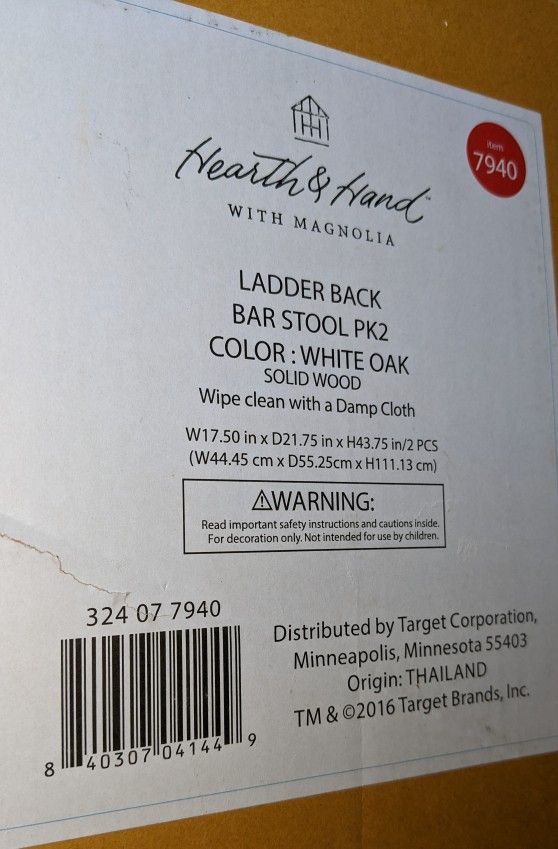 Hearth & Hand™
WITH MAGNOLIA
Item
7940
LADDER BACK
BAR STOOL PK2
COLOR : WHITE OAK
SOLID WOOD
Wipe clean with a Damp Cloth
W17.50 in x D21.75 in x H43.75 in/2 PCS
(W44.45 cm x D55.25cm x H111.13 cm)
⚠WARNING:
Read important safety instructions and cautions inside.
For decoration only. Not intended for use by children.
324 07 7940
8 40307 04144 9
Distributed by Target Corporation,
Minneapolis, Minnesota 55403
Origin: THAILAND
TM & ©2016 Target Brands, Inc.